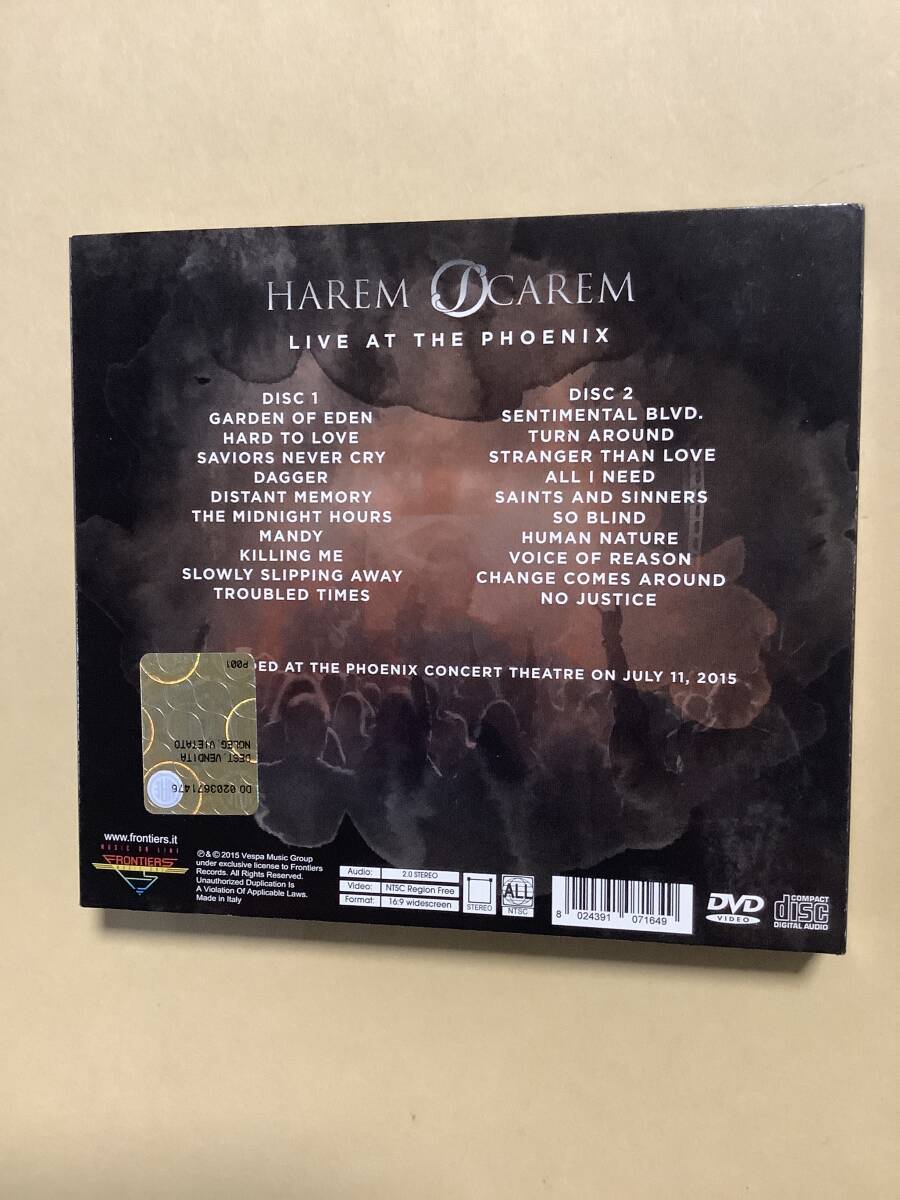 HAREM SCAREM
LIVE AT THE PHOENIX
DISC 1
GARDEN OF EDEN
HARD TO LOVE
SAVIORS NEVER CRY
DAGGER
DISTANT MEMORY
THE MIDNIGHT HOURS
MANDY
KILLING ME
SLOWLY SLIPPING AWAY
TROUBLED TIMES
DISC 2
SENTIMENTAL BLVD.
TURN AROUND
STRANGER THAN LOVE
ALL I NEED
SAINTS AND SINNERS
SO BLIND
HUMAN NATURE
VOICE OF REASON
CHANGE COMES AROUND
NO JUSTICE
DED AT THE PHOENIX CONCERT THEATRE ON JULY 11, 2015
P001
NOLEG.VIETATO
DEST.VENDITA
DO 0203671476
www.frontiers.it
MUSIC ON LINE
FRONTIERS
℗&©2015 Vespa Music Group
under exclusive license to Frontiers
Records. All Rights Reserved.
Unauthorized Duplication Is
A Violation Of Applicable Laws.
Made in Italy
Audio: 2.0 STEREO
Video: NTSC Region Free
Format: 16:9 widescreen
STEREO
ALL
NTSC
8 024391 071649
DVD
VIDEO
COMPACT
disc
DIGITAL AUDIO